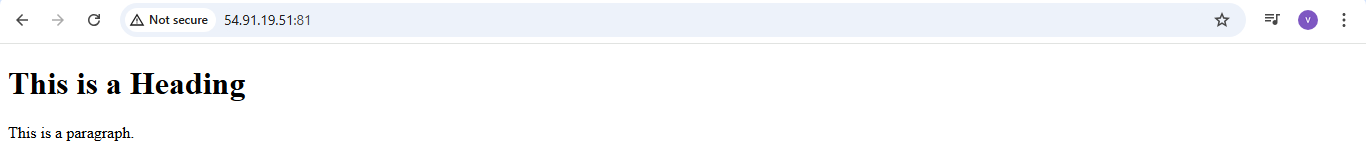 Not secure 54.91.19.51:81
V
This is a Heading
This is a paragraph.